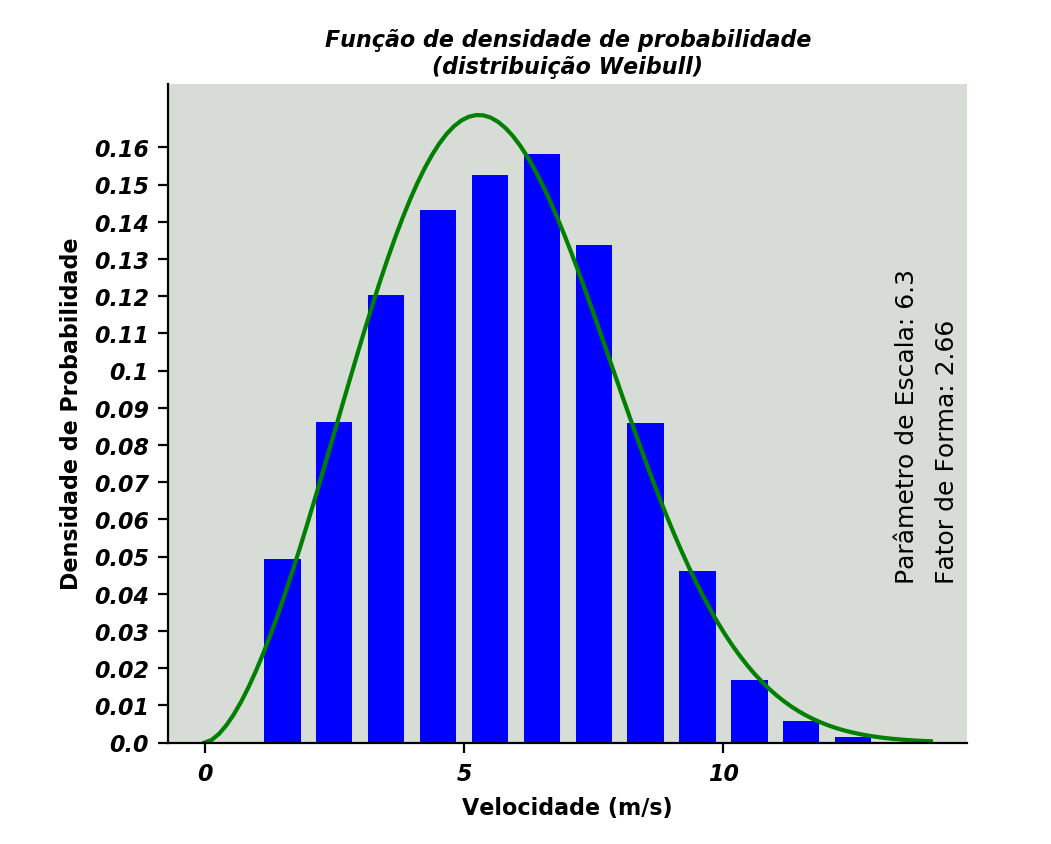 Função de densidade de probabilidade
(distribuição Weibull)
Densidade de Probabilidade
0.16
0.15
0.14
0.13
0.12
0.11
0.1
0.09
0.08
0.07
0.06
0.05
0.04
0.03
0.02
0.01
0.0
Parâmetro de Escala: 6.3
Fator de Forma: 2.66
0 5 10
Velocidade (m/s)